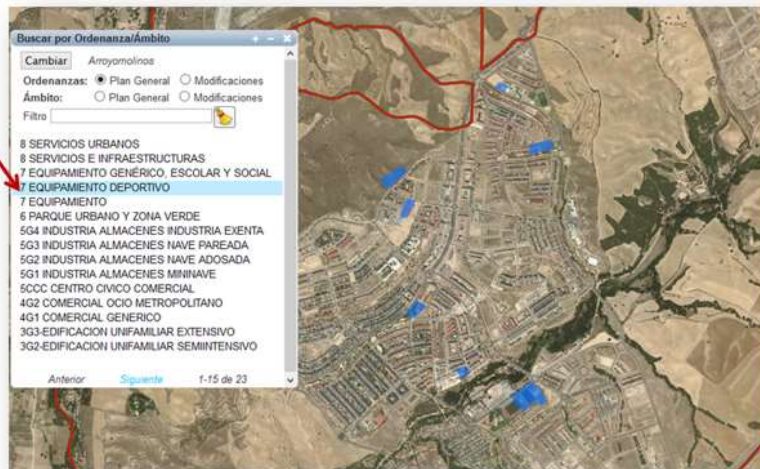 Buscar por Ordenanza/Ámbito
Cambiar Arroyomolinos
Ordenanzas: Plan General Modificaciones
Ámbito: Plan General Modificaciones
Filtro
8 SERVICIOS URBANOS
8 SERVICIOS E INFRAESTRUCTURAS
7 EQUIPAMIENTO GENÉRICO, ESCOLAR Y SOCIAL
7 EQUIPAMIENTO DEPORTIVO
7 EQUIPAMIENTO
6 PARQUE URBANO Y ZONA VERDE
5G4 INDUSTRIA ALMACENES INDUSTRIA EXENTA
5G3 INDUSTRIA ALMACENES NAVE PAREADA
5G2 INDUSTRIA ALMACENES NAVE ADOSADA
5G1 INDUSTRIA ALMACENES MININAVE
5CCC CENTRO CIVICO COMERCIAL
4G2 COMERCIAL OCIO METROPOLITANO
4G1 COMERCIAL GENERICO
3G3-EDIFICACION UNIFAMILIAR EXTENSIVO
3G2-EDIFICACION UNIFAMILIAR SEMIINTENSIVO
Anterior Siguiente 1-15 de 23